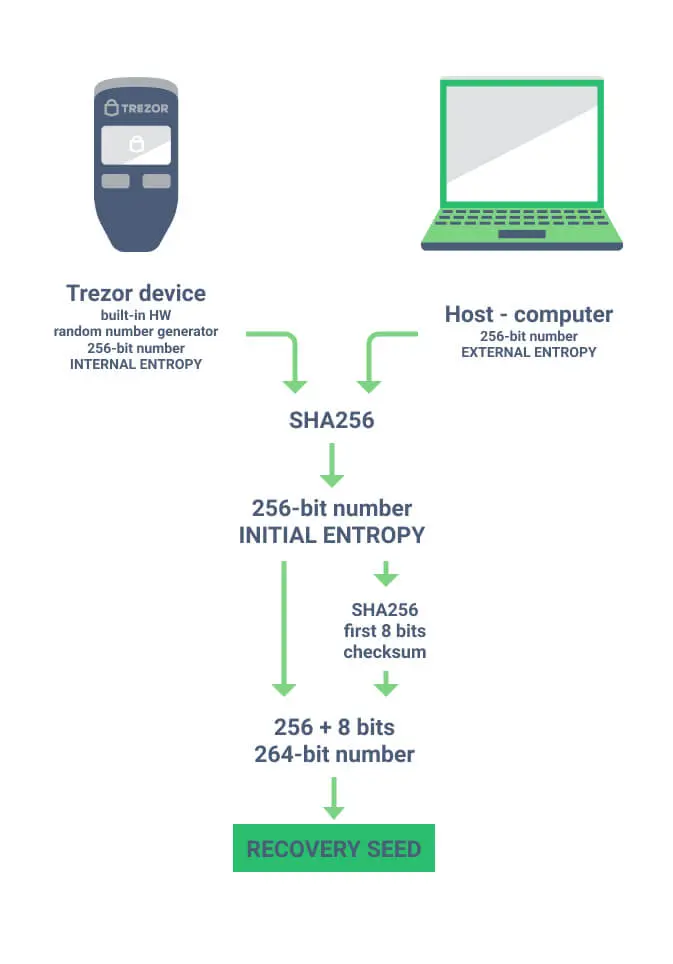 TREZOR
Trezor device
built-in HW
random number generator
256-bit number
INTERNAL ENTROPY
Host - computer
256-bit number
EXTERNAL ENTROPY
SHA256
256-bit number
INITIAL ENTROPY
SHA256
first 8 bits
checksum
256 + 8 bits
264-bit number
RECOVERY SEED